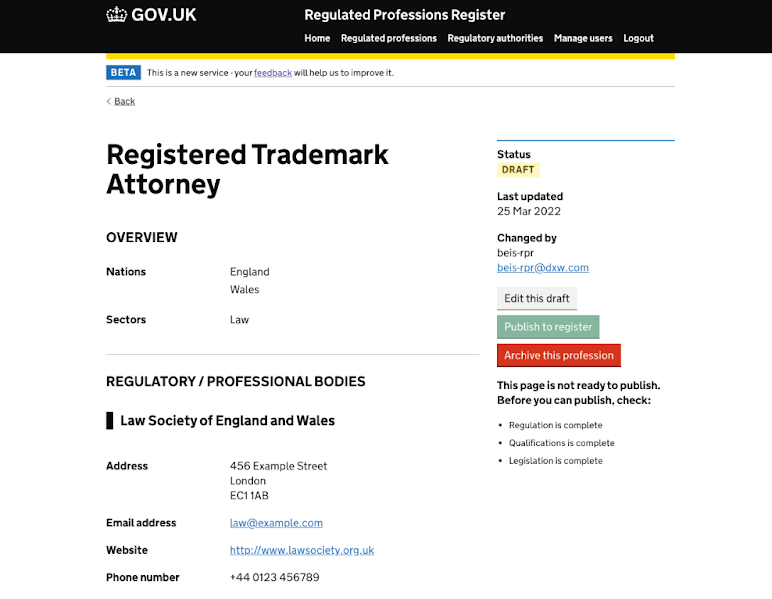 GOV.UK
Regulated Professions Register
Home Regulated professions Regulatory authorities Manage users Logout
BETA This is a new service - your feedback will help us to improve it.
Back
Registered Trademark
Attorney
OVERVIEW
Nations England
Wales
Sectors Law
REGULATORY / PROFESSIONAL BODIES
Law Society of England and Wales
Address 456 Example Street
London
EC1 1AB
Email address law@example.com
Website http://www.lawsociety.org.uk
Phone number +44 0123 456789
Status
DRAFT
Last updated
25 Mar 2022
Changed by
beis-rpr
beis-rpr@dxw.com
Edit this draft
Publish to register
Archive this profession
This page is not ready to publish.
Before you can publish, check:
• Regulation is complete
• Qualifications is complete
• Legislation is complete